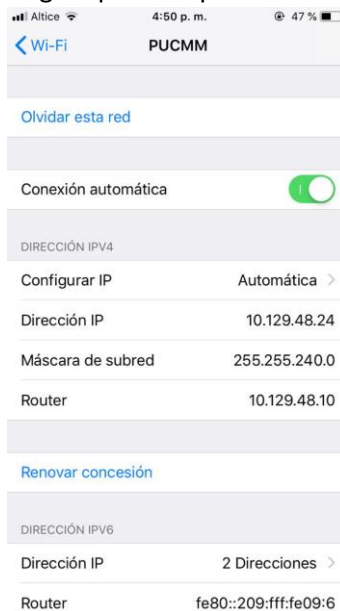 Altice 4:50 p. m. 47 %
Wi-Fi PUCMM
Olvidar esta red
Conexión automática
DIRECCIÓN IPV4
Configurar IP Automática
Dirección IP 10.129.48.24
Máscara de subred 255.255.240.0
Router 10.129.48.10
Renovar concesión
DIRECCIÓN IPV6
Dirección IP 2 Direcciones
Router fe80::209:fff:fe09:6